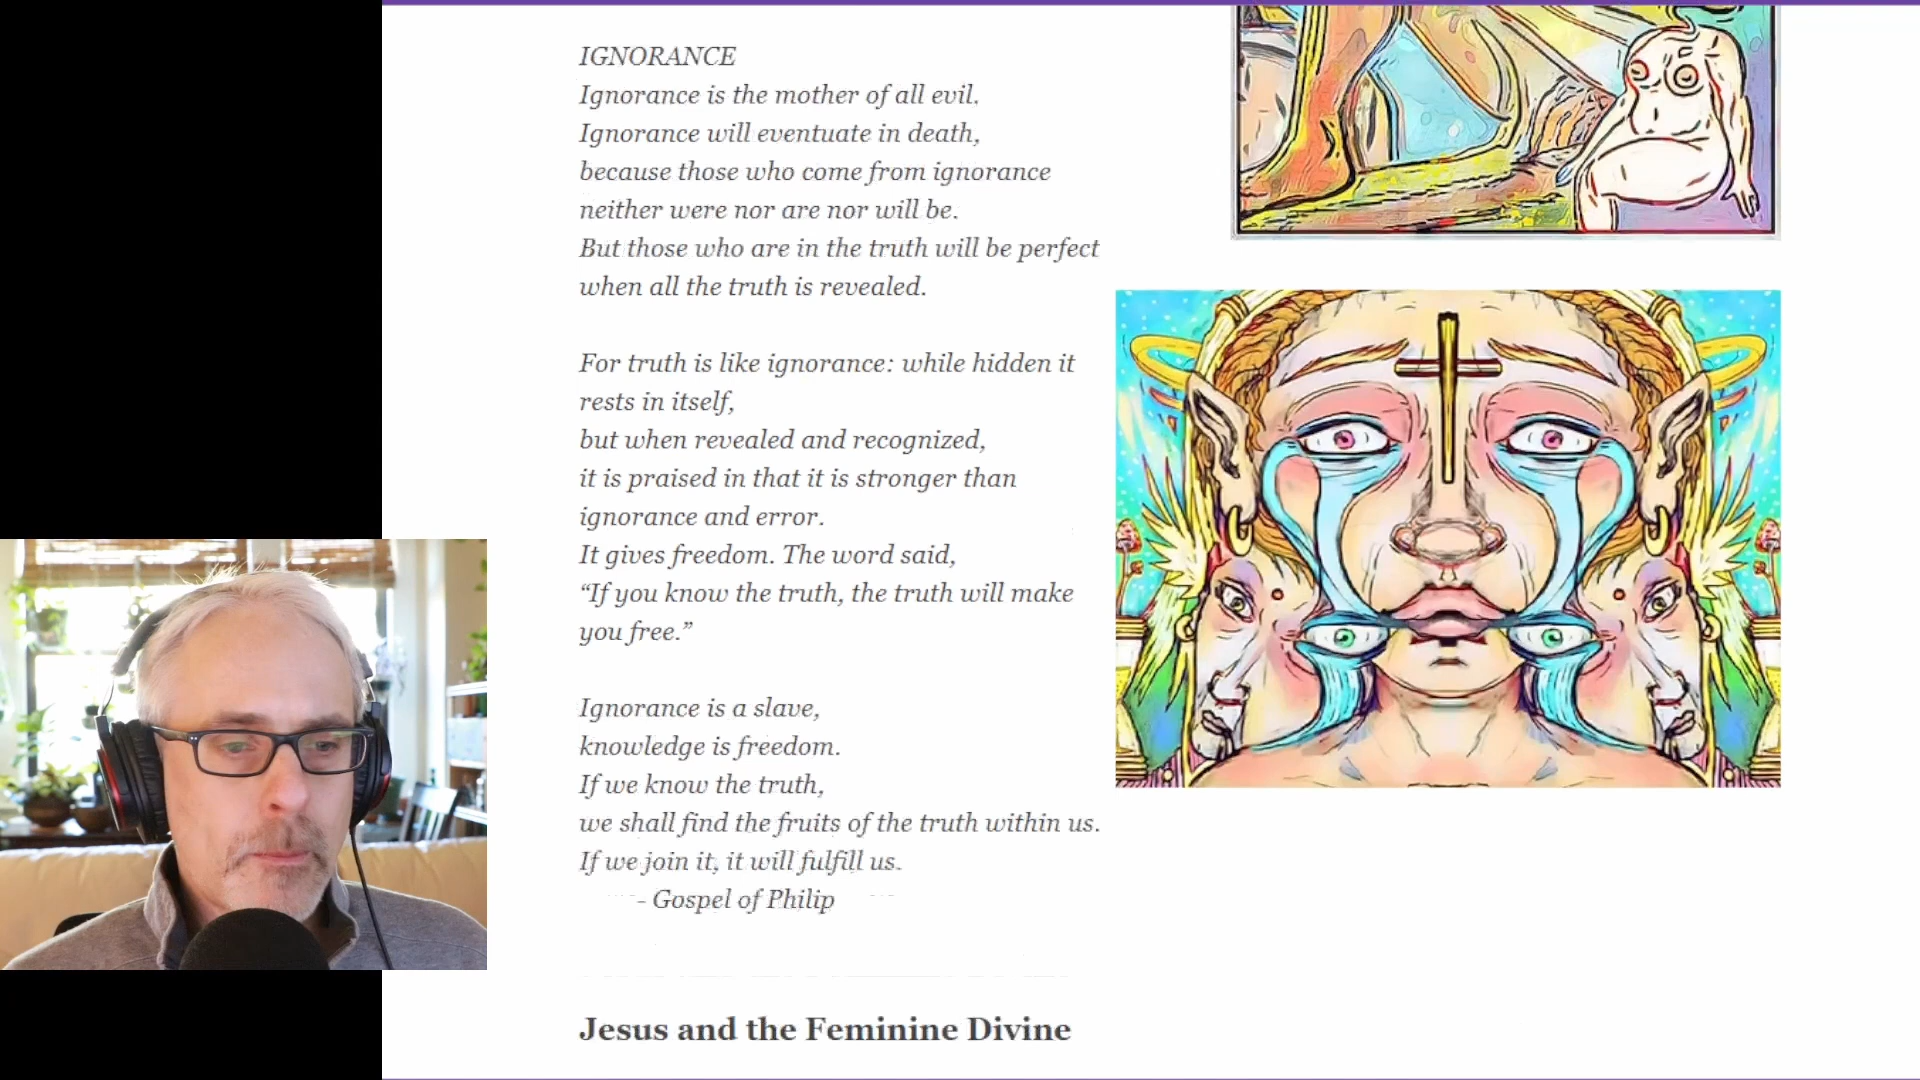 IGNORANCE
Ignorance is the mother of all evil.
Ignorance will eventuate in death,
because those who come from ignorance
neither were nor are nor will be.
But those who are in the truth will be perfect
when all the truth is revealed.
For truth is like ignorance: while hidden it
rests in itself,
but when revealed and recognized,
it is praised in that it is stronger than
ignorance and error.
It gives freedom. The word said,
“If you know the truth, the truth will make
you free.”
Ignorance is a slave,
knowledge is freedom.
If we know the truth,
we shall find the fruits of the truth within us.
If we join it, it will fulfill us.
- Gospel of Philip
Jesus and the Feminine Divine